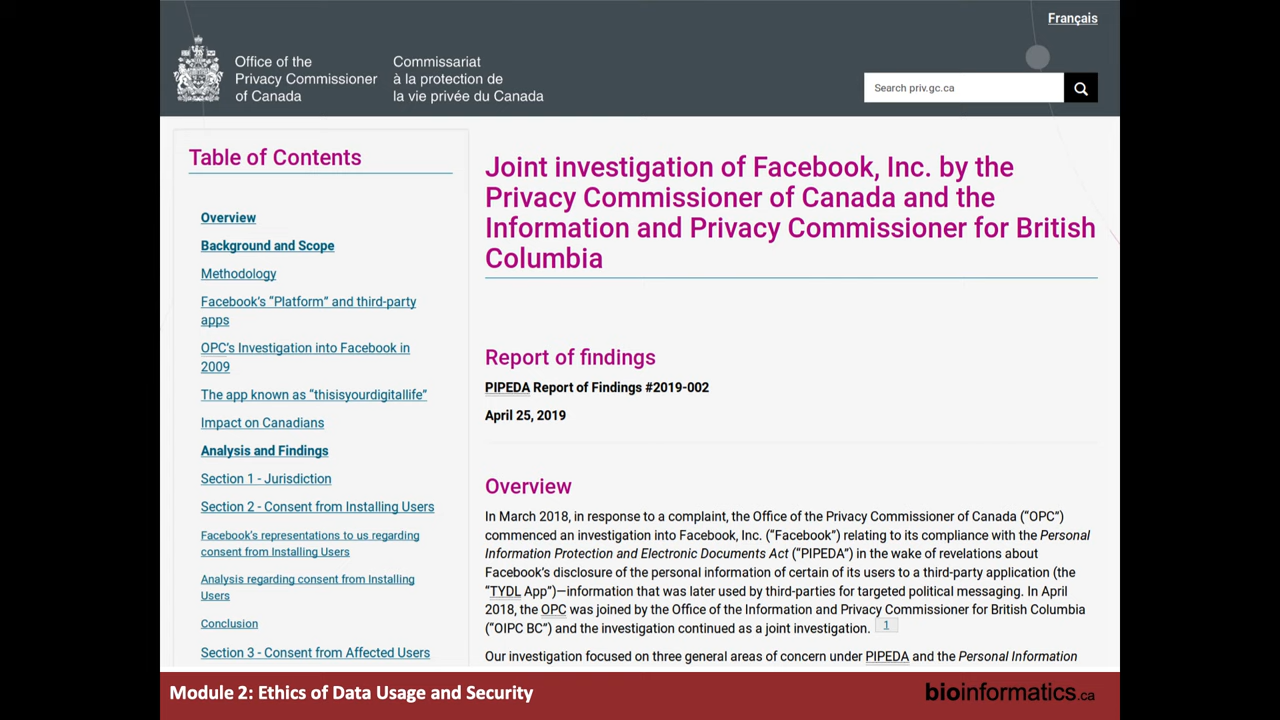 Français
Office of the
Privacy Commissioner
of Canada
Commissariat
à la protection de
la vie privée du Canada
Search priv.gc.ca
Table of Contents
Overview
Background and Scope
Methodology
Facebook's “Platform” and third-party
apps
OPC's Investigation into Facebook in
2009
The app known as “thisisyourdigitallife”
Impact on Canadians
Analysis and Findings
Section 1 - Jurisdiction
Section 2 - Consent from Installing Users
Facebook's representations to us regarding
consent from Installing Users
Analysis regarding consent from Installing
Users
Conclusion
Section 3 - Consent from Affected Users
Joint investigation of Facebook, Inc. by the
Privacy Commissioner of Canada and the
Information and Privacy Commissioner for British
Columbia
Report of findings
PIPEDA Report of Findings #2019-002
April 25, 2019
Overview
In March 2018, in response to a complaint, the Office of the Privacy Commissioner of Canada (“OPC”)
commenced an investigation into Facebook, Inc. (“Facebook”) relating to its compliance with the Personal
Information Protection and Electronic Documents Act (“PIPEDA”) in the wake of revelations about
Facebook's disclosure of the personal information of certain of its users to a third-party application (the
“TYDL App”)—information that was later used by third-parties for targeted political messaging. In April
2018, the OPC was joined by the Office of the Information and Privacy Commissioner for British Columbia
(“OIPC BC”) and the investigation continued as a joint investigation. 1
Our investigation focused on three general areas of concern under PIPEDA and the Personal Information
Module 2: Ethics of Data Usage and Security
bioinformatics.ca